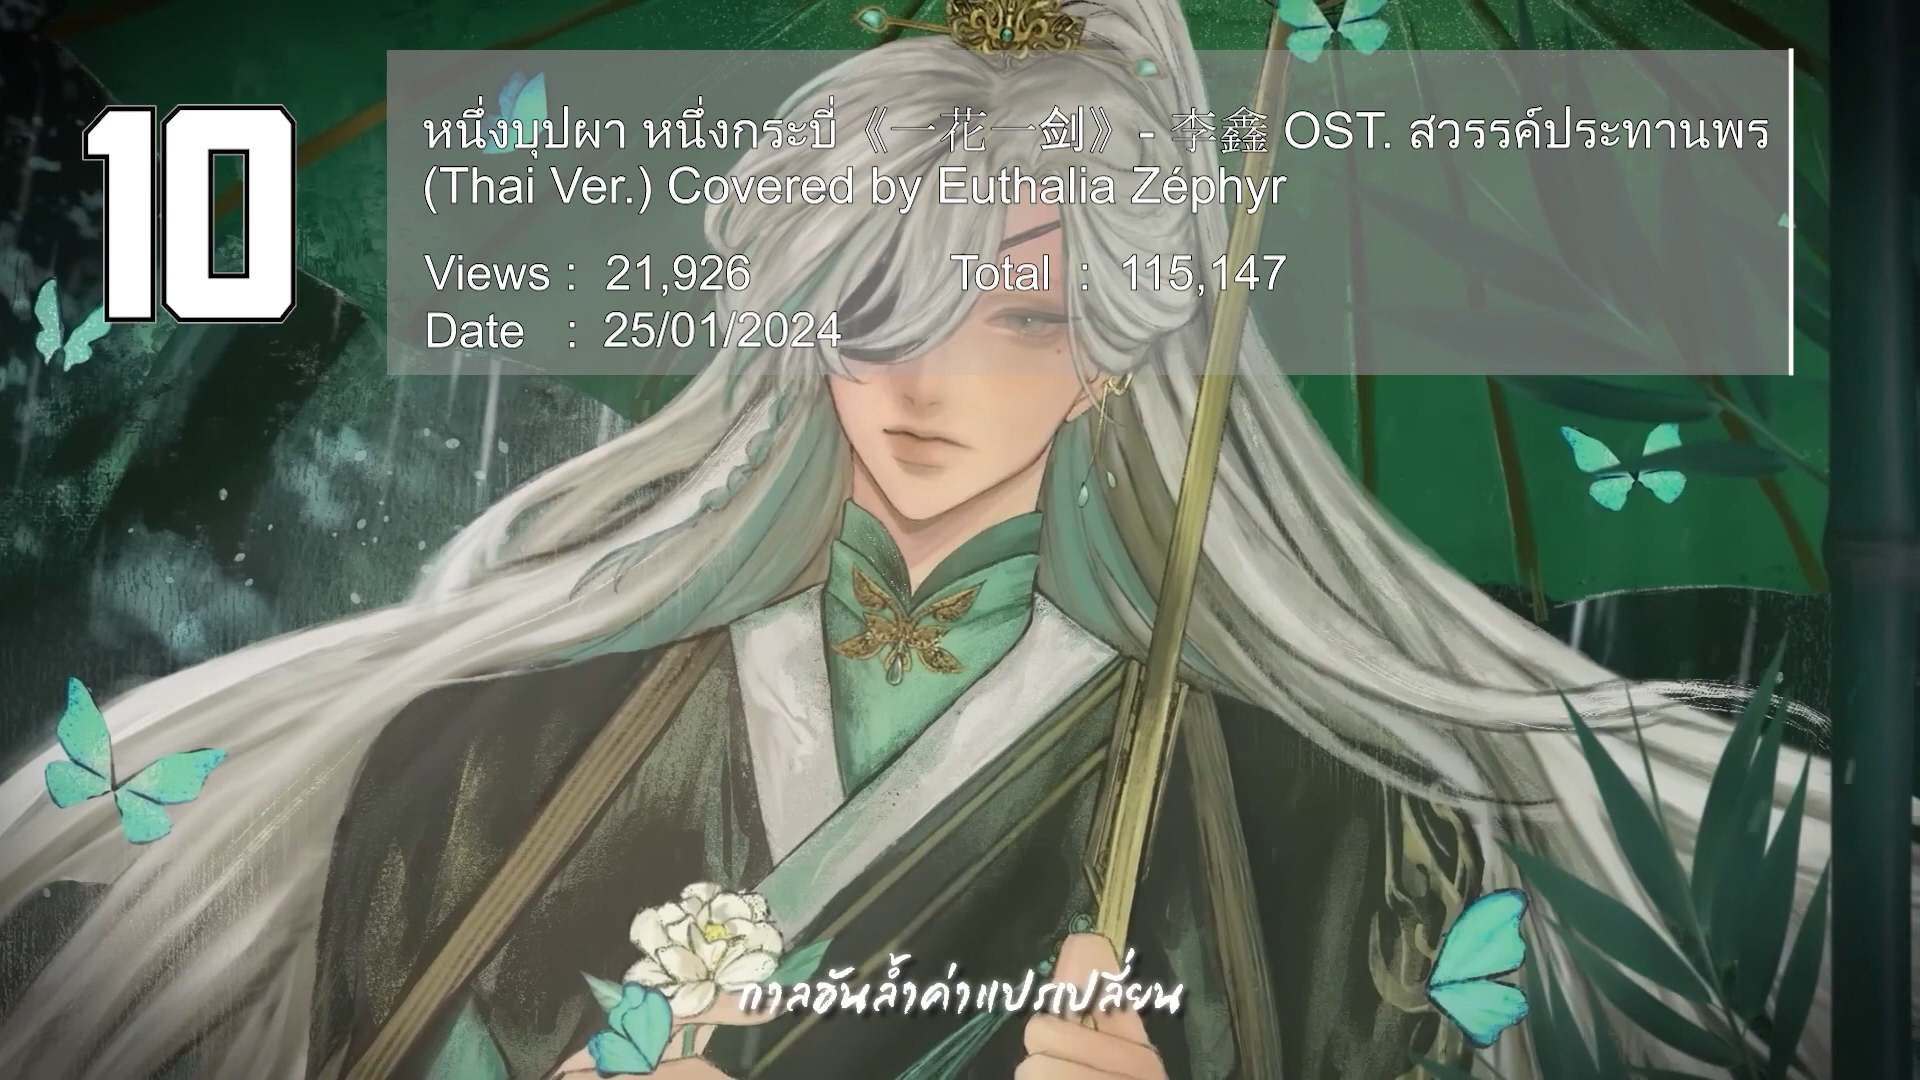 10
หนึ่งบุปผา หนึ่งกระบี่《一花一剑》- 李鑫 OST. สวรรค์ประทานพร
(Thai Ver.) Covered by Euthalia Zéphyr
Views : 21,926 Total : 115,147
Date : 25/01/2024
กาลอันล้ำค่าแปรเปลี่ยน